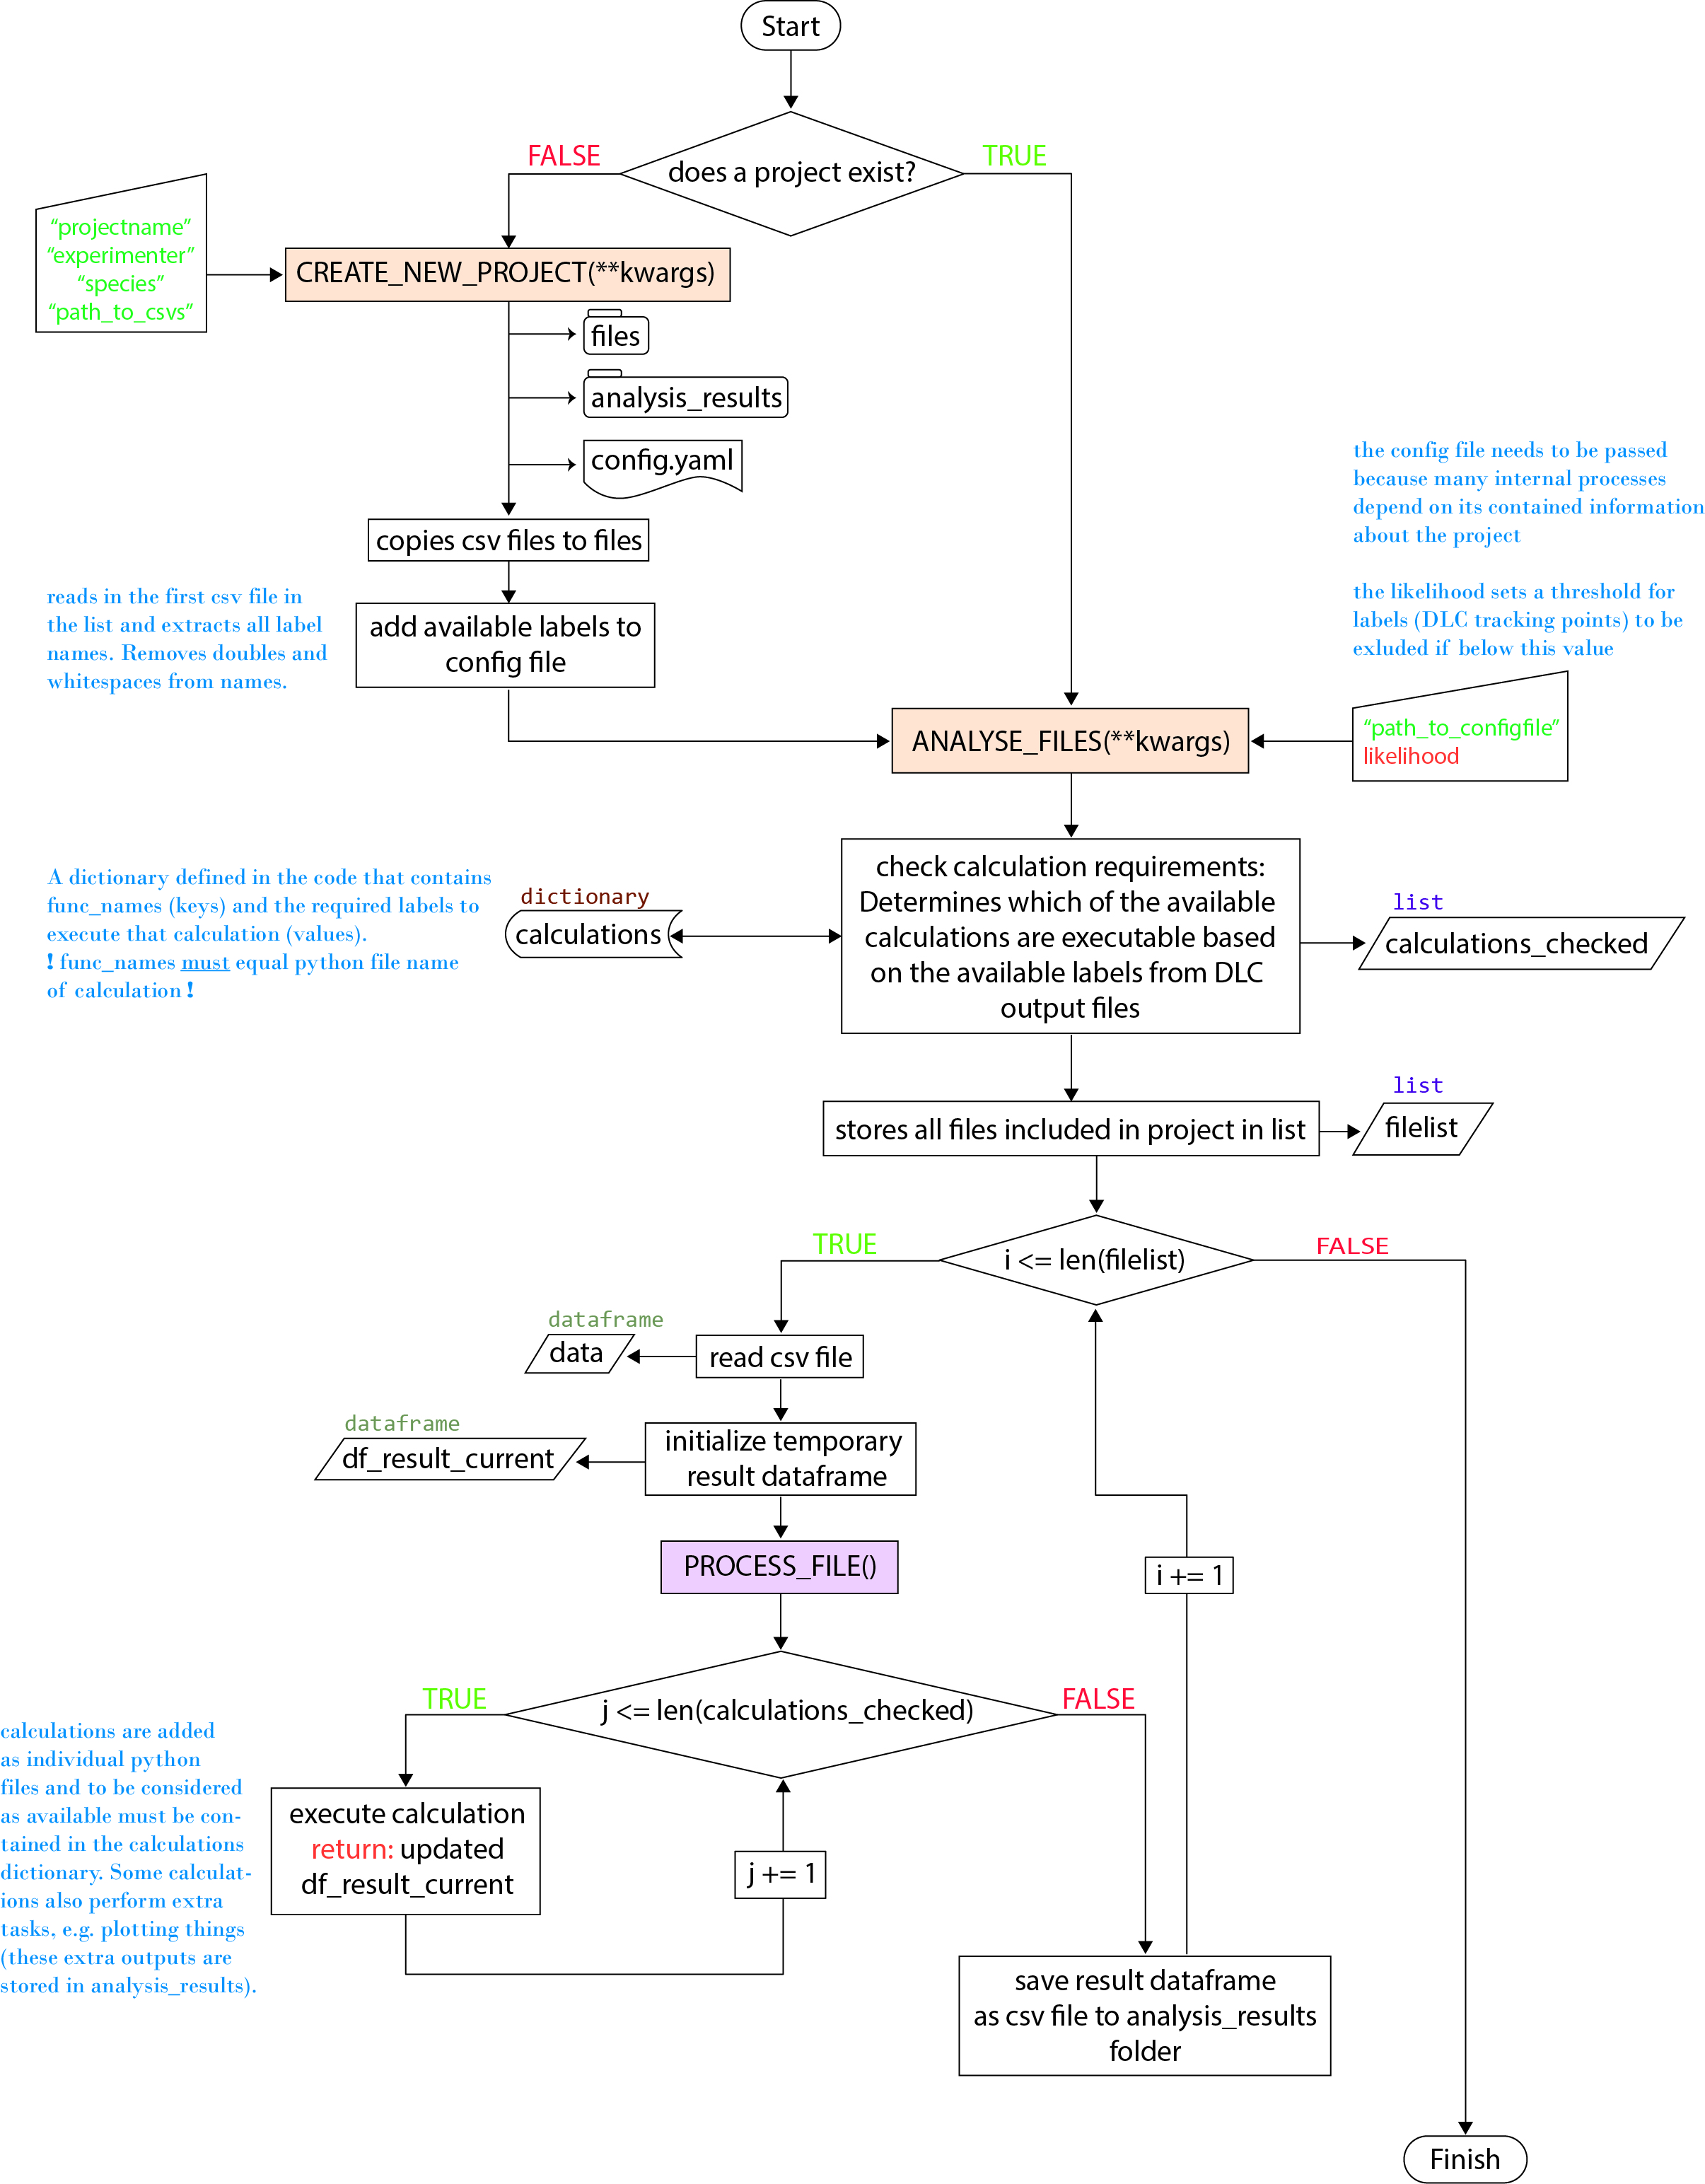 Start
does a project exist?
FALSE
TRUE
“projectname”
“experimenter”
“species”
“path_to_csvs”
CREATE_NEW_PROJECT(**kwargs)
files
analysis_results
config.yaml
copies csv files to files
reads in the first csv file in
the list and extracts all label
names. Removes doubles and
whitespaces from names.
add available labels to
config file
the config file needs to be passed
because many internal processes
depend on its contained information
about the project
the likelihood sets a threshold for
labels (DLC tracking points) to be
exluded if below this value
“path_to_configfile”
likelihood
ANALYSE_FILES(**kwargs)
A dictionary defined in the code that contains
func_names (keys) and the required labels to
execute that calculation (values).
! func_names must equal python file name
of calculation !
dictionary
calculations
check calculation requirements:
Determines which of the available
calculations are executable based
on the available labels from DLC
output files
list
calculations_checked
stores all files included in project in list
list
filelist
i <= len(filelist)
TRUE
FALSE
dataframe
data
read csv file
dataframe
df_result_current
initialize temporary
result dataframe
PROCESS_FILE()
i += 1
j <= len(calculations_checked)
TRUE
FALSE
calculations are added
as individual python
files and to be considered
as available must be con-
tained in the calculations
dictionary. Some calculat-
ions also perform extra
tasks, e.g. plotting things
(these extra outputs are
stored in analysis_results).
execute calculation
return: updated
df_result_current
j += 1
save result dataframe
as csv file to analysis_results
folder
Finish